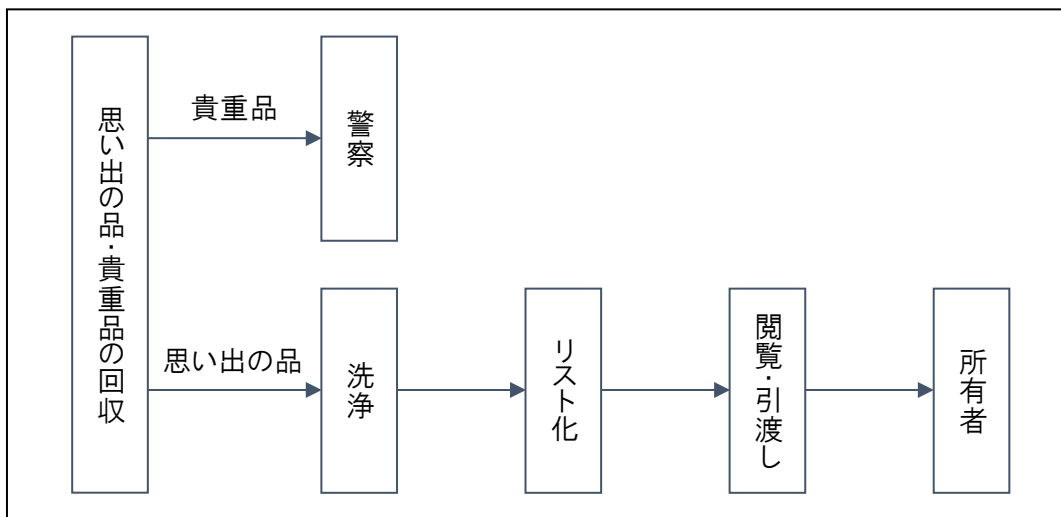 思い出の品・貴重品の回収
貴重品
警察
思い出の品
洗浄
リスト化
閲覧・引渡し
所有者